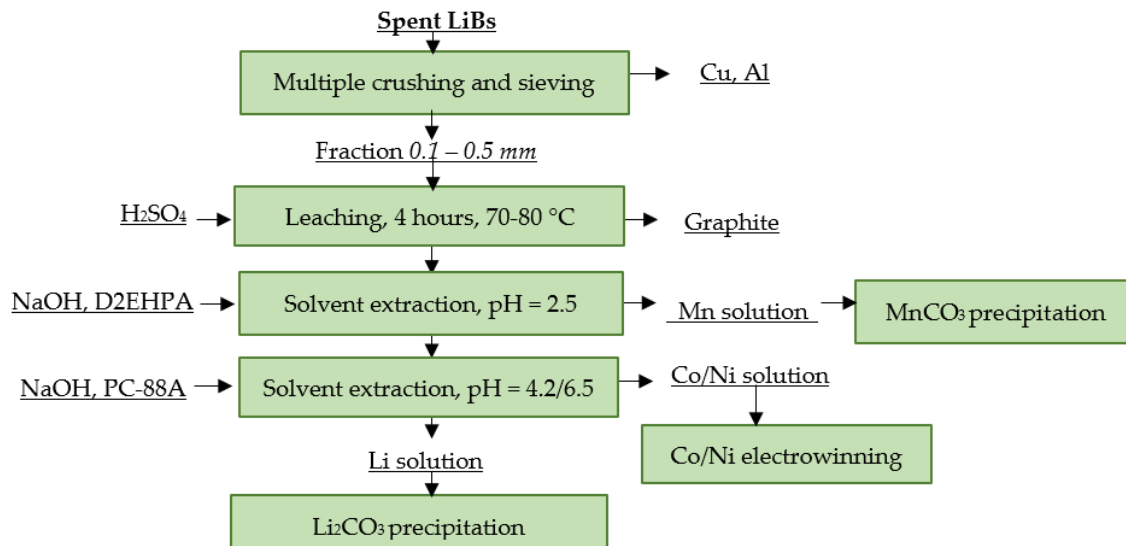 Spent LiBs
Multiple crushing and sieving
Cu, Al
Fraction 0.1 – 0.5 mm
H₂SO₄
Leaching, 4 hours, 70-80 °C
Graphite
NaOH, D2EHPA
Solvent extraction, pH = 2.5
Mn solution
MnCO₃ precipitation
NaOH, PC-88A
Solvent extraction, pH = 4.2/6.5
Co/Ni solution
Li solution
Co/Ni electrowinning
Li₂CO₃ precipitation